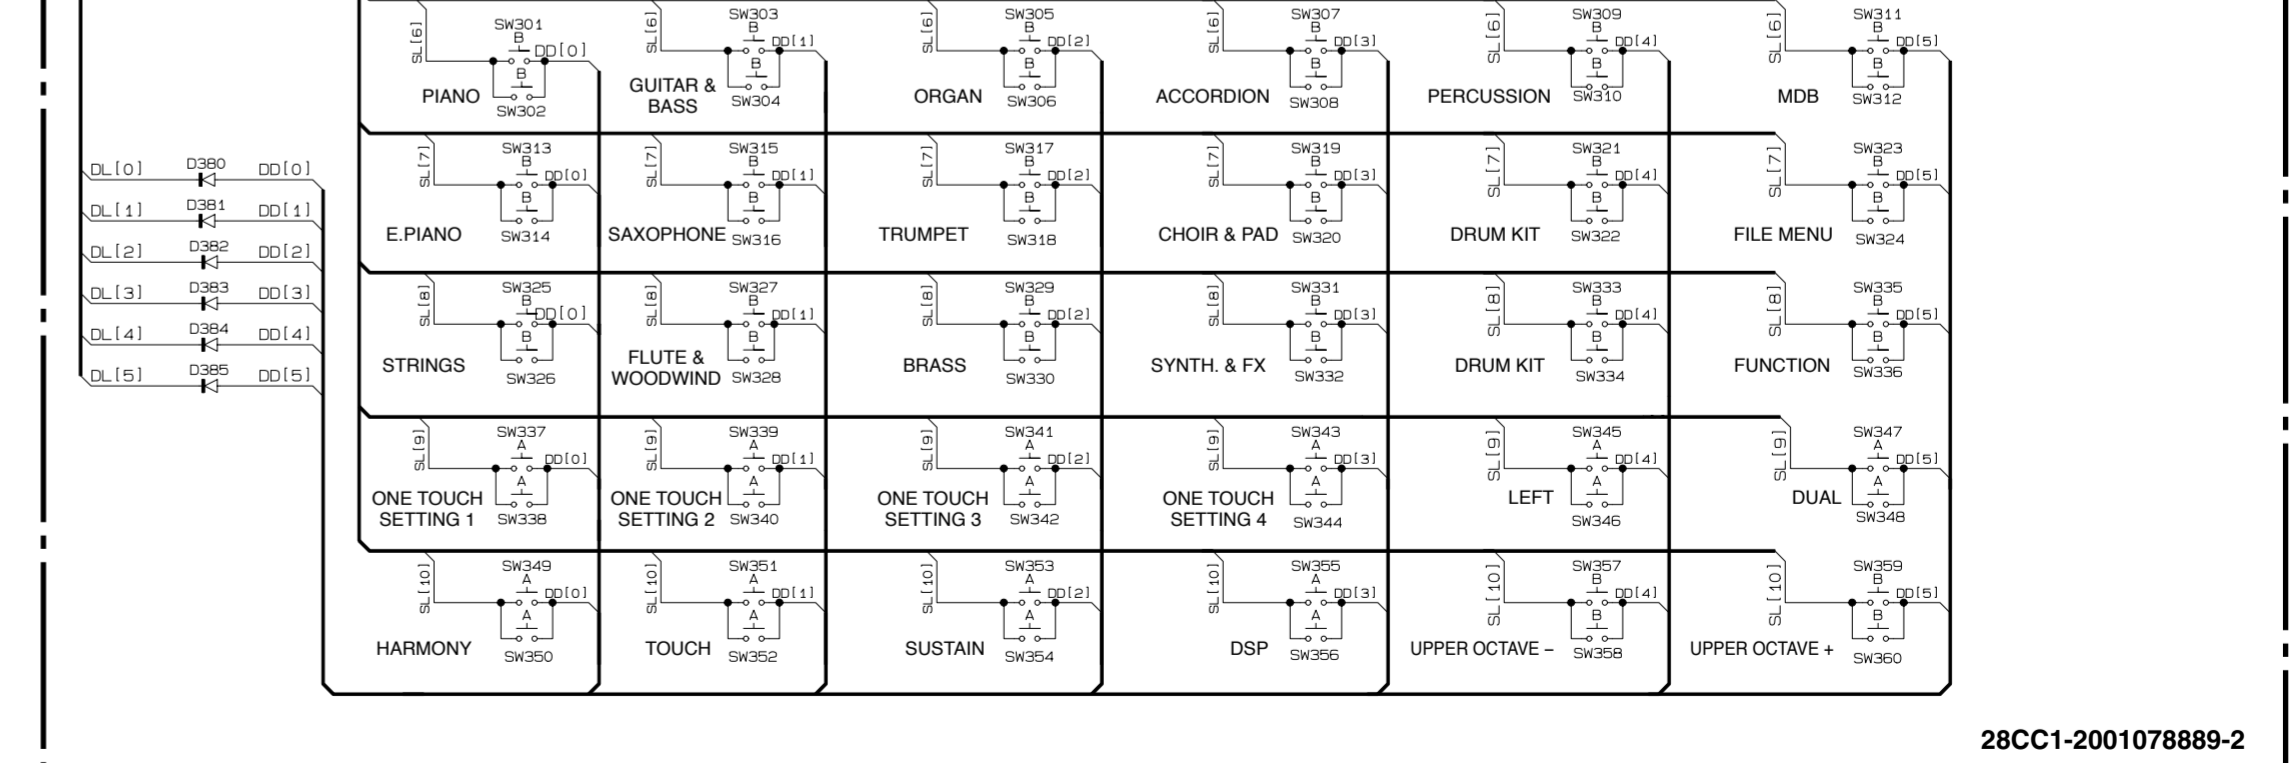 SW301 SW303 SW305 SW307 SW309 SW311
B B B B B B
SL[6] DD[0] SL[6] DD[1] SL[6] DD[2] SL[6] DD[3] SL[6] DD[4] SL[6] DD[5]
B B B B B B
PIANO GUITAR & BASS ORGAN ACCORDION PERCUSSION MDB
SW302 SW304 SW306 SW308 SW310 SW312
SW313 SW315 SW317 SW319 SW321 SW323
B B B B B B
SL[7] DD[0] SL[7] DD[1] SL[7] DD[2] SL[7] DD[3] SL[7] DD[4] SL[7] DD[5]
B B B B B B
E.PIANO SAXOPHONE TRUMPET CHOIR & PAD DRUM KIT FILE MENU
SW314 SW316 SW318 SW320 SW322 SW324
DL[0] D380 DD[0]
DL[1] D381 DD[1]
DL[2] D382 DD[2]
DL[3] D383 DD[3]
DL[4] D384 DD[4]
DL[5] D385 DD[5]
SW325 SW327 SW329 SW331 SW333 SW335
B B B B B B
SL[8] DD[0] SL[8] DD[1] SL[8] DD[2] SL[8] DD[3] SL[8] DD[4] SL[8] DD[5]
B B B B B B
STRINGS FLUTE & WOODWIND BRASS SYNTH. & FX DRUM KIT FUNCTION
SW326 SW328 SW330 SW332 SW334 SW336
SW337 SW339 SW341 SW343 SW345 SW347
A A A A A A
SL[9] DD[0] SL[9] DD[1] SL[9] DD[2] SL[9] DD[3] SL[9] DD[4] SL[9] DD[5]
A A A A A A
ONE TOUCH SETTING 1 ONE TOUCH SETTING 2 ONE TOUCH SETTING 3 ONE TOUCH SETTING 4 LEFT DUAL
SW338 SW340 SW342 SW344 SW346 SW348
SW349 SW351 SW353 SW355 SW357 SW359
A A A A B B
SL[10] DD[0] SL[10] DD[1] SL[10] DD[2] SL[10] DD[3] SL[10] DD[4] SL[10] DD[5]
A A A A B B
HARMONY TOUCH SUSTAIN DSP UPPER OCTAVE − UPPER OCTAVE +
SW350 SW352 SW354 SW356 SW358 SW360
28CC1-2001078889-2